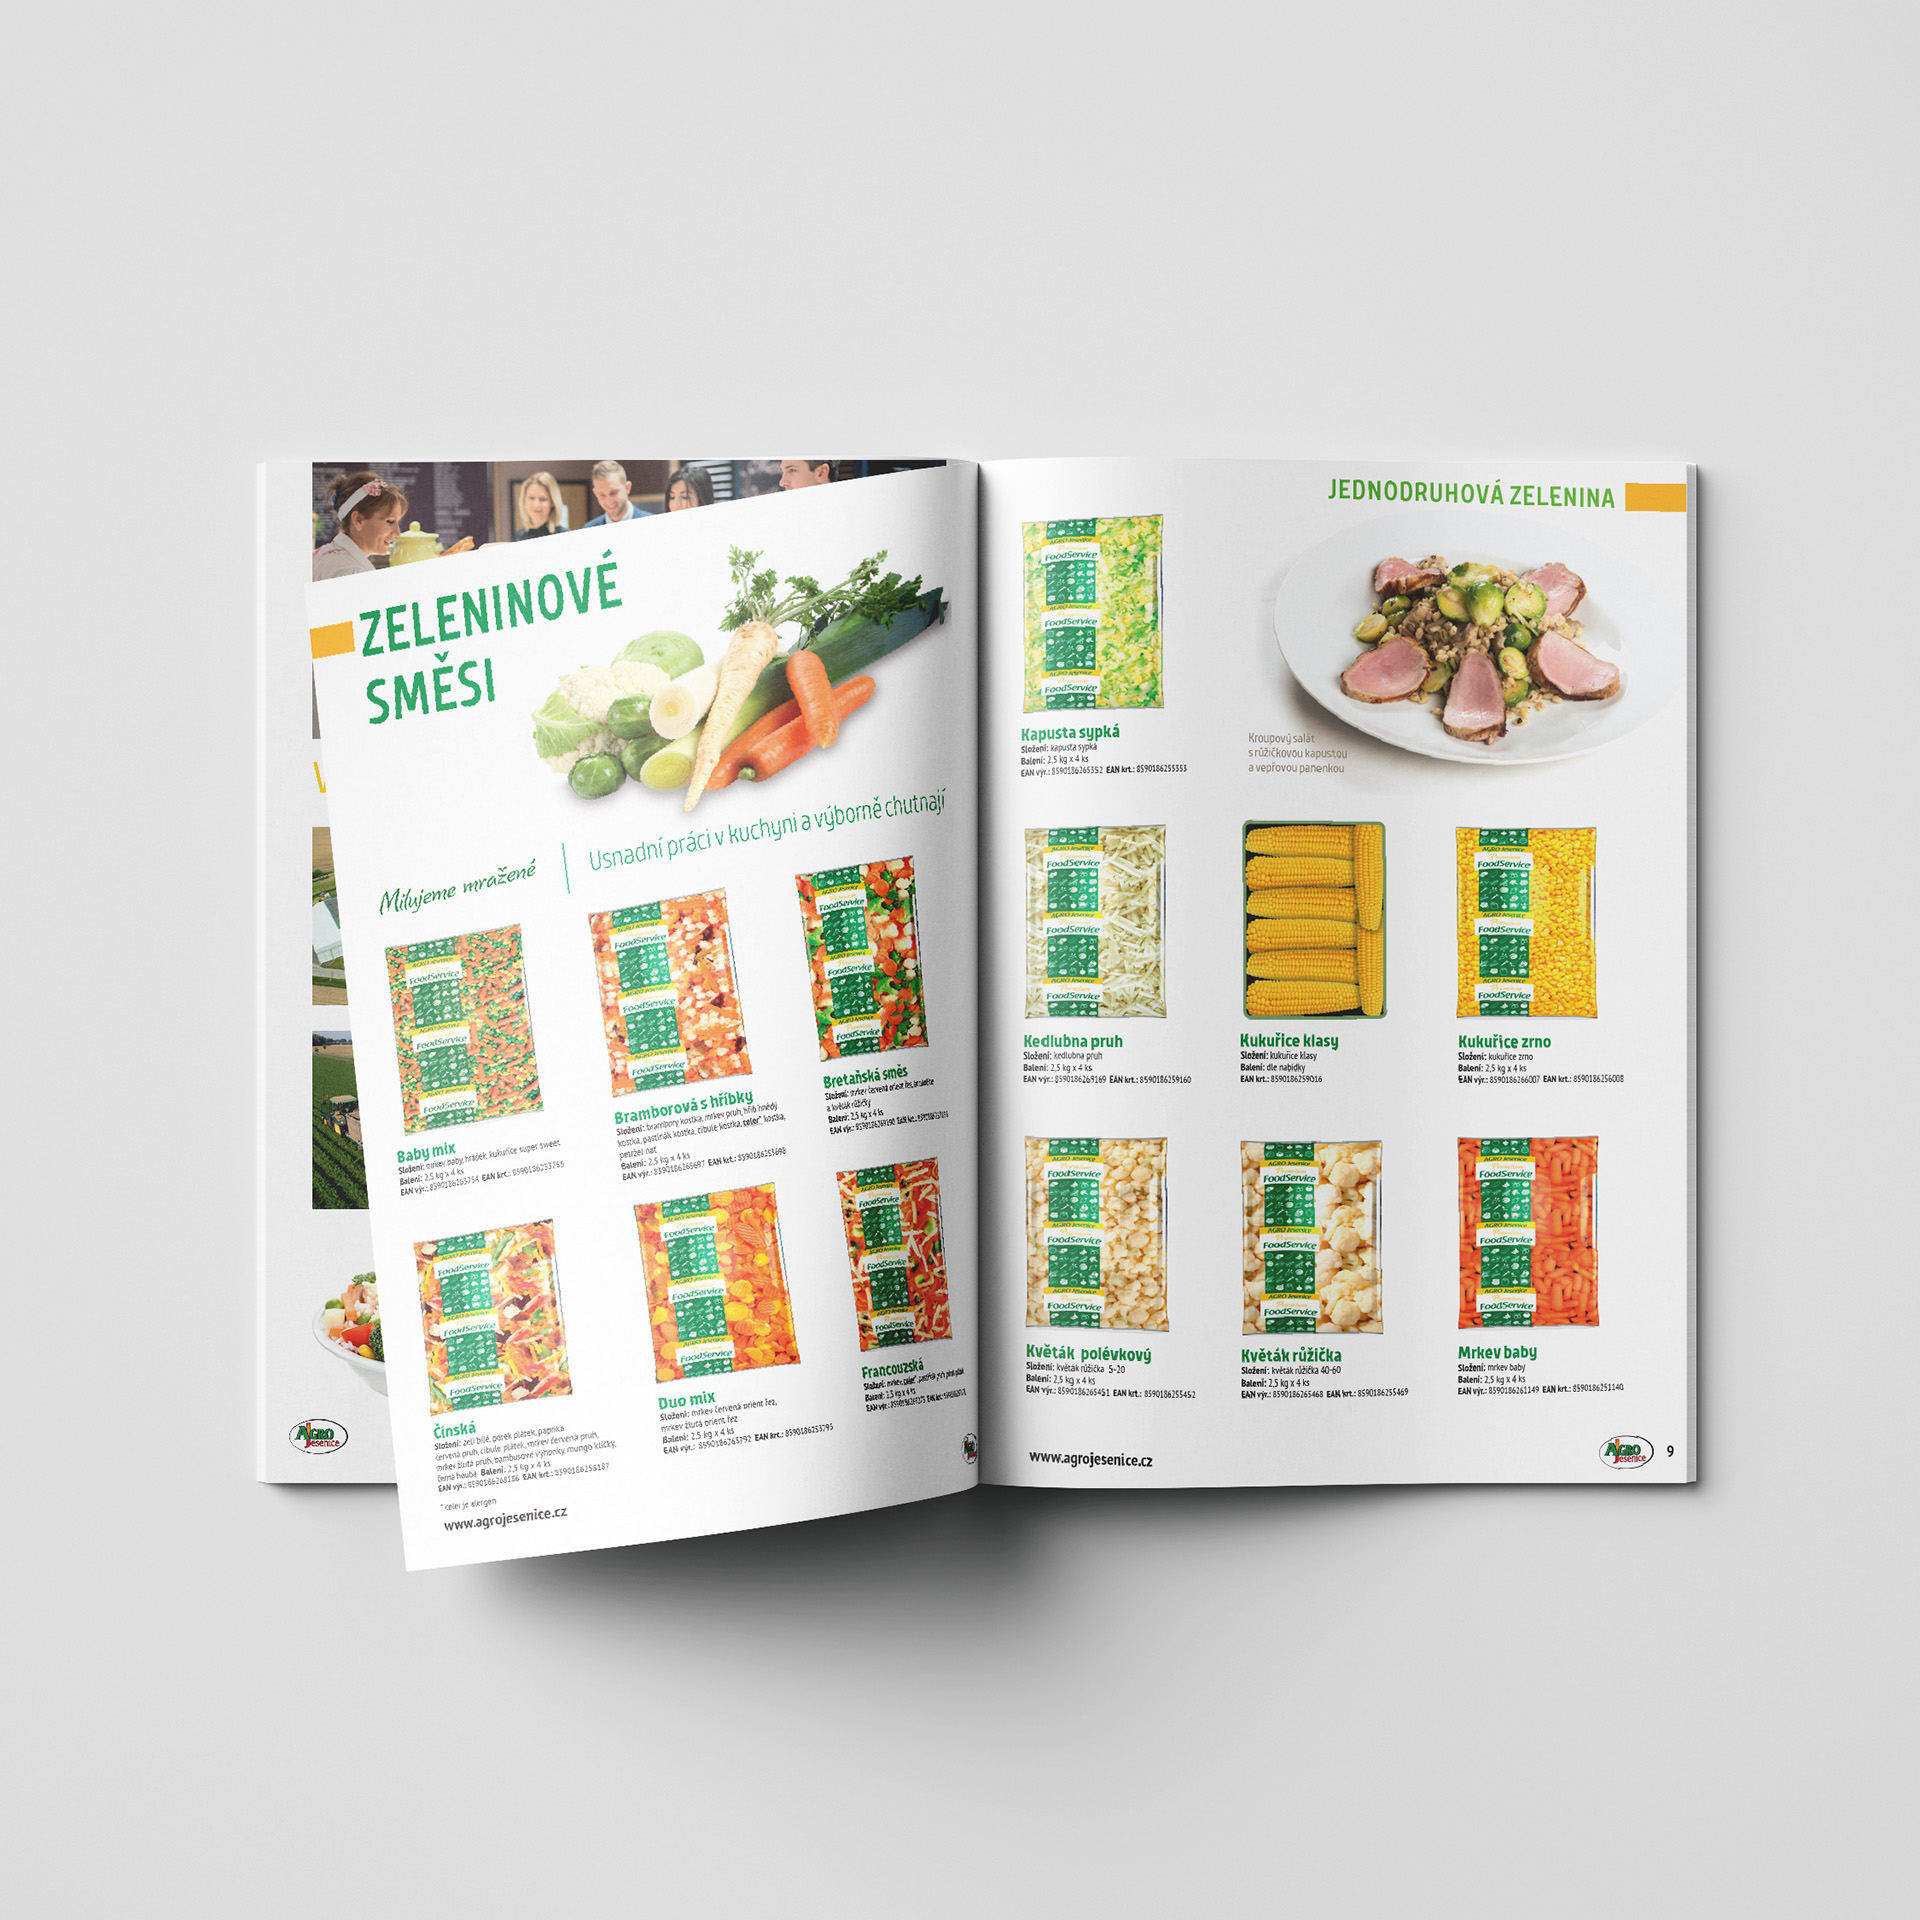 ZELENINOVÉ
SMĚSI
Milujeme mražené
Usnadní práci v kuchyni a výborně chutnají
AGRO Jesenice
Premium
FoodService
Baby mix
Složení: mrkev baby, hrášek, kukuřice super sweet
Balení: 2,5 kg x 4 ks
EAN výr.: 8590186263754 EAN krt.: 8590186253755
Bramborová s hříbky
Složení: brambory kostka, mrkev pruh, hřib hnědý
kostka, pastinák kostka, cibule kostka, celer* kostka,
petržel nať
Balení: 2,5 kg x 4 ks
EAN výr.: 8590186265697 EAN krt.: 8590186253698
Bretaňská směs
Složení: mrkev červená orient řez, brokolice
a květák růžičky
Balení: 2,5 kg x 4 ks
EAN výr.: EAN krt.:
Čínská
Složení: zelí bílé, pórek plátek, paprika
červená pruh, cibule plátek, mrkev červená pruh,
mrkev žlutá pruh, bambusové výhonky, mungo klíčky,
černá houba Balení: 2,5 kg x 4 ks
EAN výr.: 8590186268186 EAN krt.: 8590186258187
Duo mix
Složení: mrkev červená orient řez,
mrkev žlutá orient řez
Balení: 2,5 kg x 4 ks
EAN výr.: 8590186263792 EAN krt.: 8590186253793
Francouzská
Složení: mrkev, celer*,
Balení: 2,5 kg x 4 ks
EAN výr.: EAN krt.:
* celer je alergen
www.agrojesenice.cz
AGRO
Jesenice
JEDNODRUHOVÁ ZELENINA
Kapusta sypká
Složení: kapusta sypká
Balení: 2,5 kg x 4 ks
EAN výr.: 8590186265352 EAN krt.: 8590186255353
Kroupový salát
s růžičkovou kapustou
a vepřovou panenkou
Kedlubna pruh
Složení: kedlubna pruh
Balení: 2,5 kg x 4 ks
EAN výr.: 8590186269169 EAN krt.: 8590186259160
Kukuřice klasy
Složení: kukuřice klasy
Balení: dle nabídky
EAN krt.: 8590186259016
Kukuřice zrno
Složení: kukuřice zrno
Balení: 2,5 kg x 4 ks
EAN výr.: 8590186266007 EAN krt.: 8590186256008
Květák polévkový
Složení: květák růžička 5-20
Balení: 2,5 kg x 4 ks
EAN výr.: 8590186265451 EAN krt.: 8590186255452
Květák růžička
Složení: květák růžička 40-60
Balení: 2,5 kg x 4 ks
EAN výr.: 8590186265468 EAN krt.: 8590186255469
Mrkev baby
Složení: mrkev baby
Balení: 2,5 kg x 4 ks
EAN výr.: 8590186261149 EAN krt.: 8590186251140
www.agrojesenice.cz
AGRO
Jesenice
9